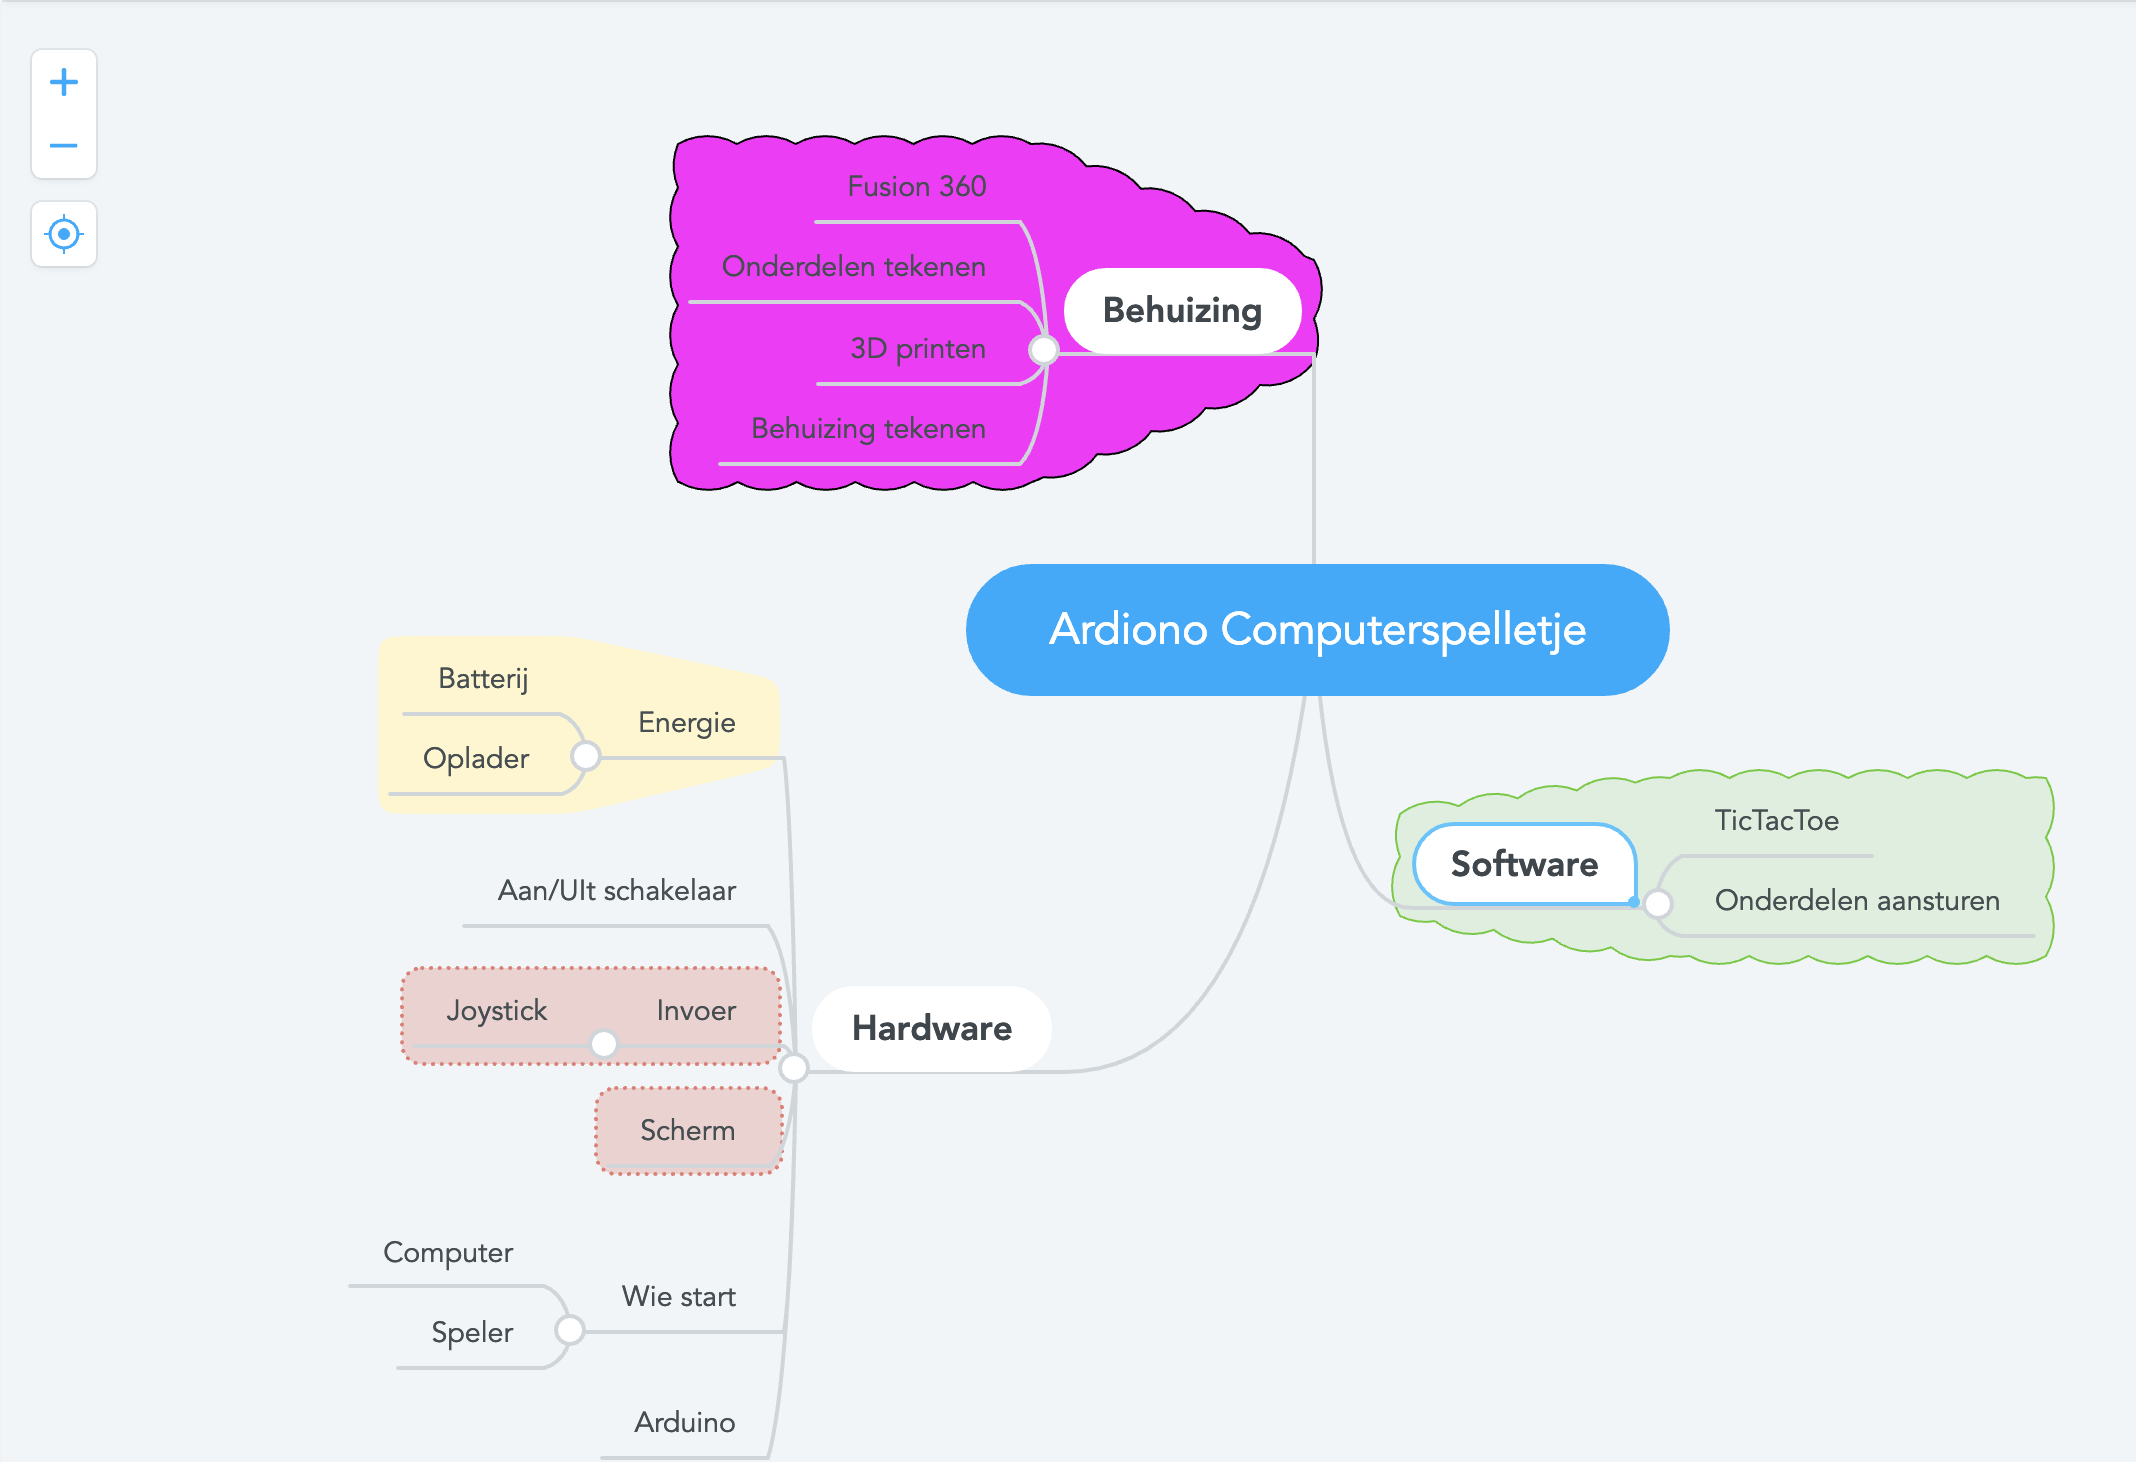 Fusion 360
Onderdelen tekenen
Behuizing
3D printen
Behuizing tekenen
Ardiono Computerspelletje
Batterij
Energie
Oplader
TicTacToe
Software
Onderdelen aansturen
Aan/UIt schakelaar
Joystick
Invoer
Hardware
Scherm
Computer
Wie start
Speler
Arduino